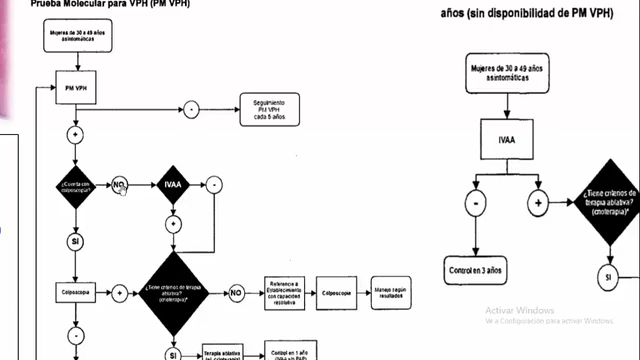 Prueba Molecular para VPH (PM VPH)
Mujeres de 30 a 49 años
asintomáticas
PM VPH
-
Seguimiento
PM VPH
cada 5 años
+
¿Cuenta con
colposcopia?
NO
IVAA
-
+
SI
Colposcopia
+
¿Tiene criterios de terapia
ablativa?
(crioterapia)*
NO
Referencia a
Establecimiento
con capacidad
resolutiva
Colposcopia
Manejo según
resultados
-
SI
Terapia ablativa
Control en 1 año
años (sin disponibilidad de PM VPH)
Mujeres de 30 a 49 años
asintomáticas
IVAA
-
+
¿Tiene criterios de
terapia ablativa?
(crioterapia)*
Control en 3 años
SI
Activar Windows
Ve a Configuración para activar Windows.